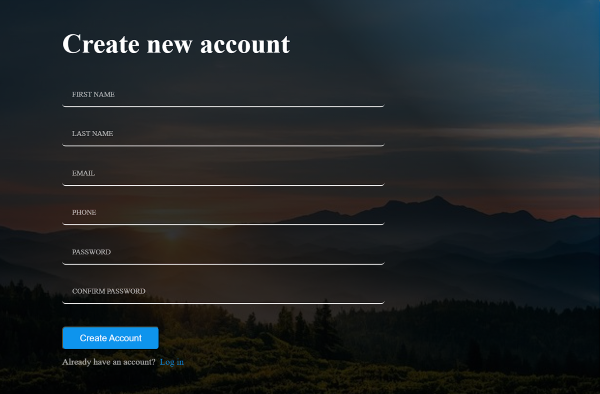 Create new account
FIRST NAME
LAST NAME
EMAIL
PHONE
PASSWORD
CONFIRM PASSWORD
Create Account
Already have an account? Log in